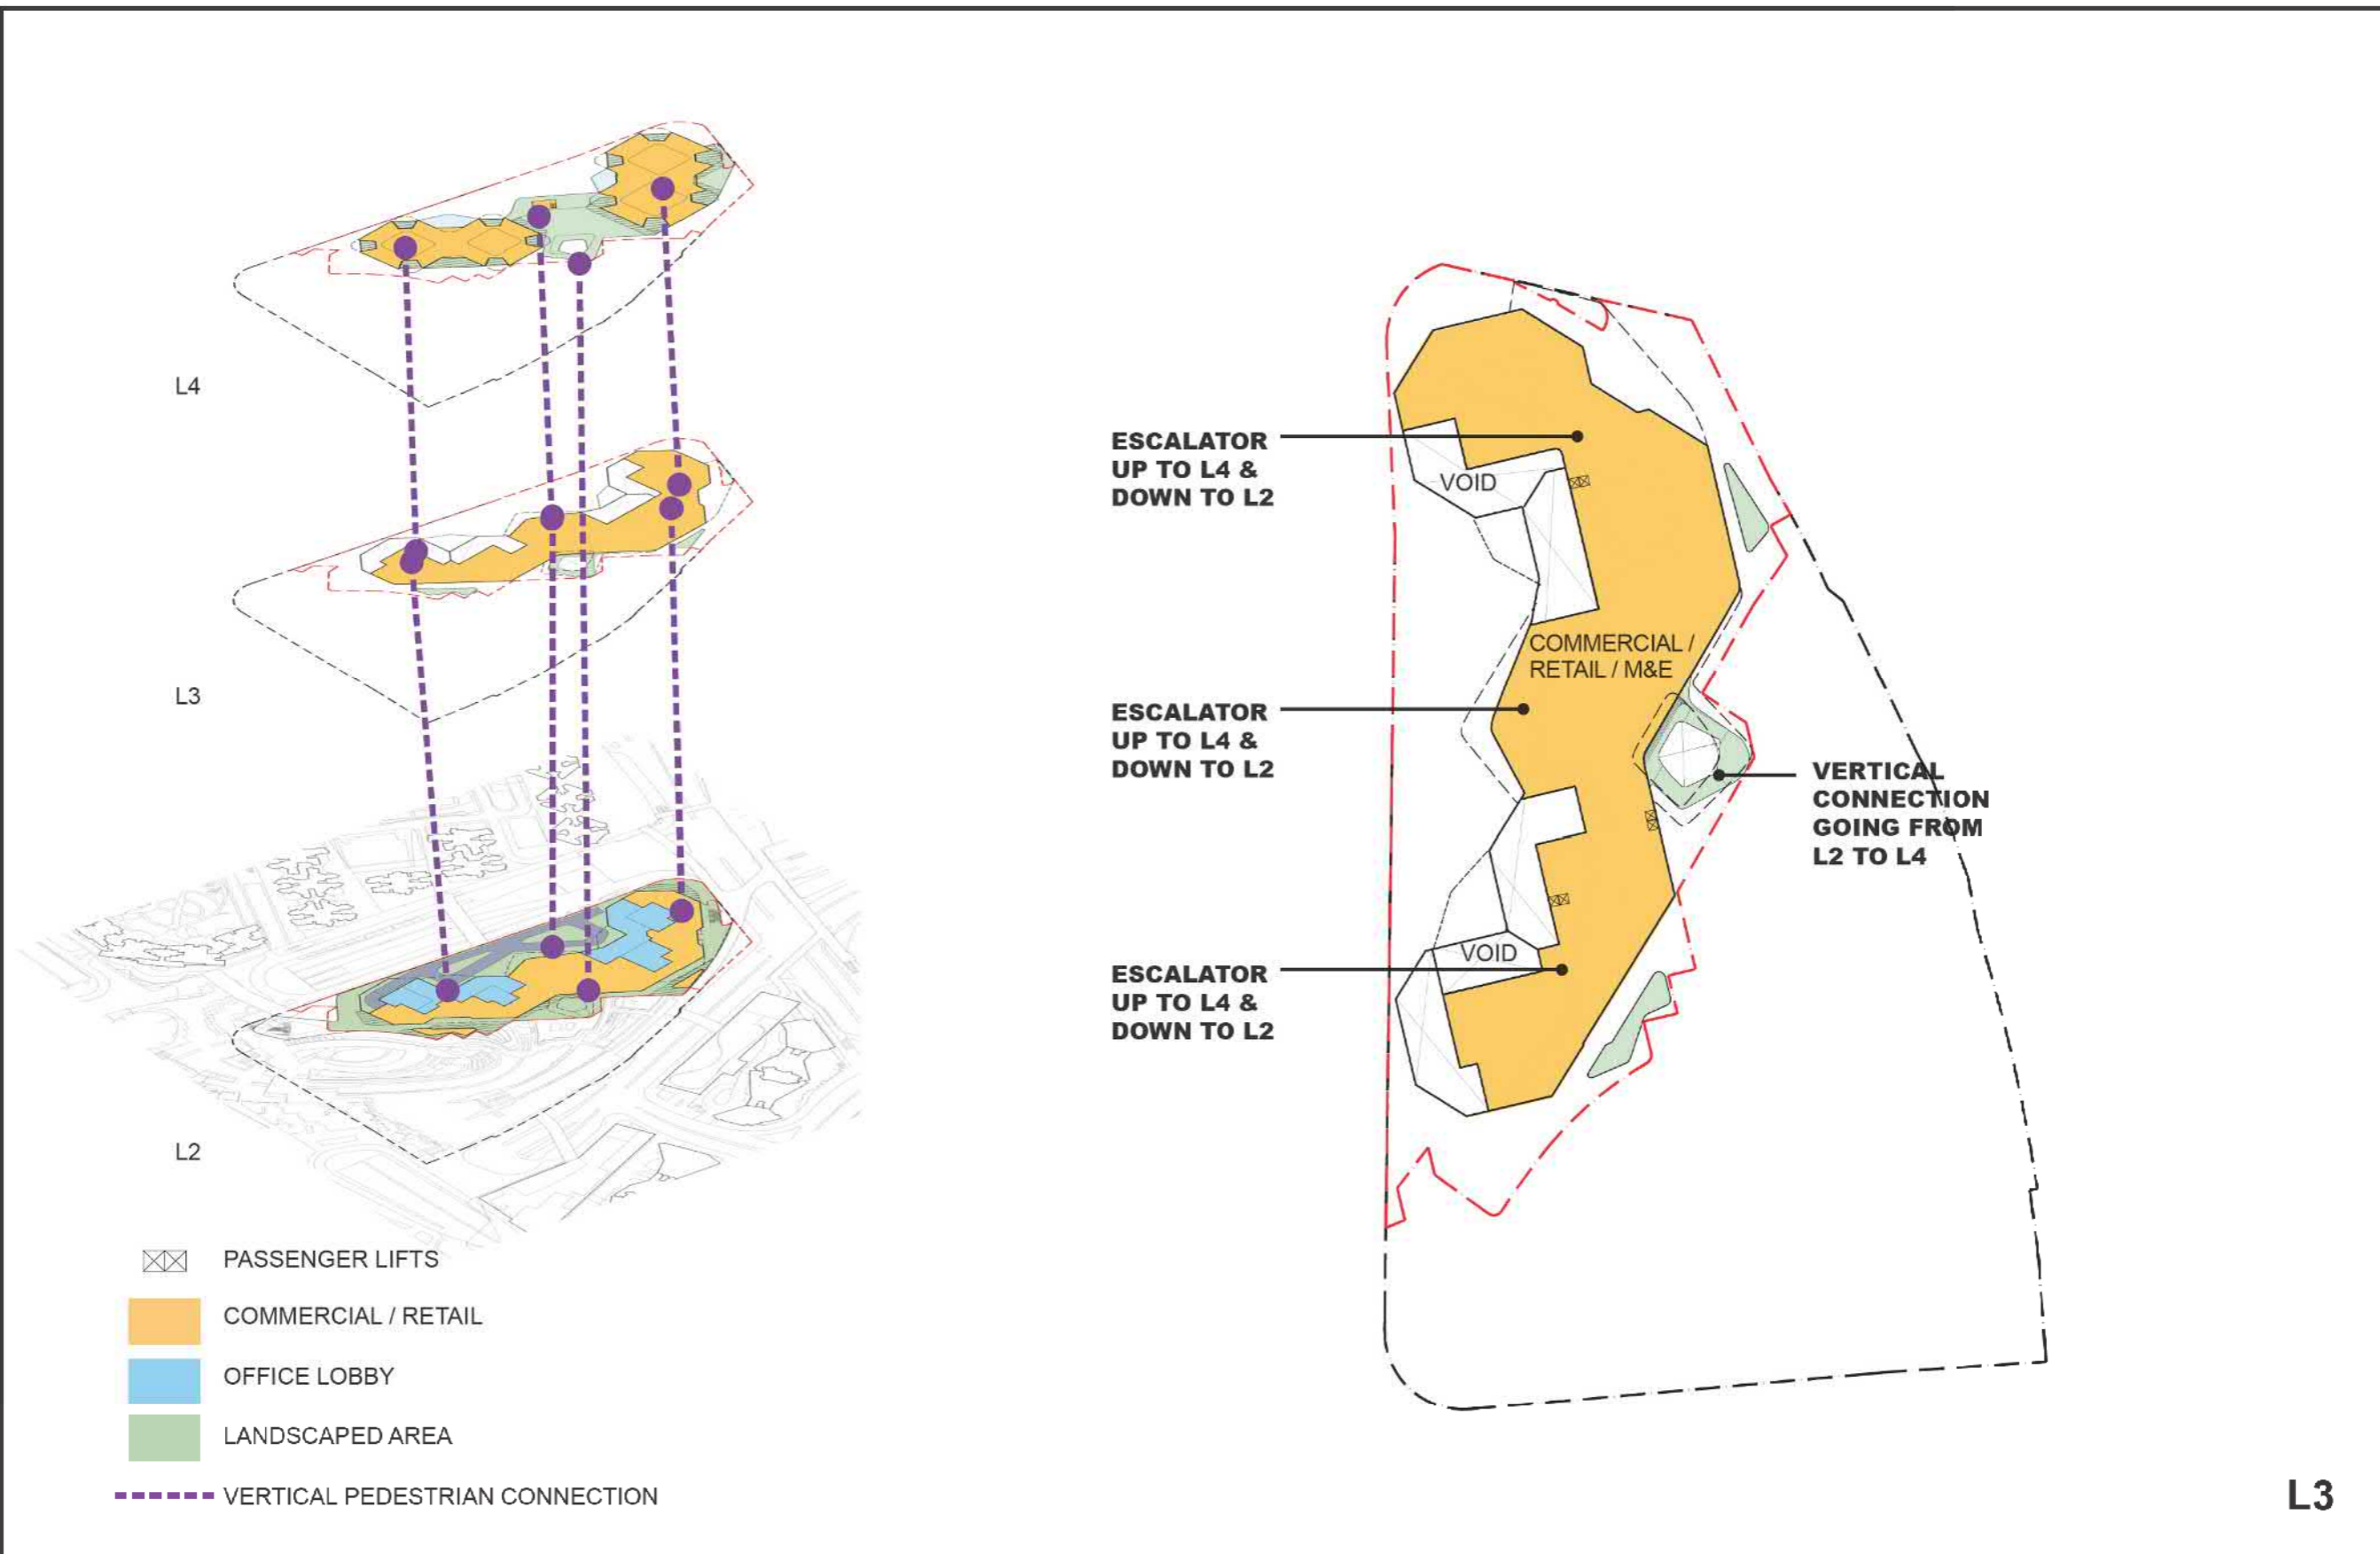 L4
L3
L2
PASSENGER LIFTS
COMMERCIAL / RETAIL
OFFICE LOBBY
LANDSCAPED AREA
VERTICAL PEDESTRIAN CONNECTION
ESCALATOR
UP TO L4 &
DOWN TO L2
VOID
COMMERCIAL /
RETAIL / M&E
ESCALATOR
UP TO L4 &
DOWN TO L2
VERTICAL
CONNECTION
GOING FROM
L2 TO L4
VOID
ESCALATOR
UP TO L4 &
DOWN TO L2
L3